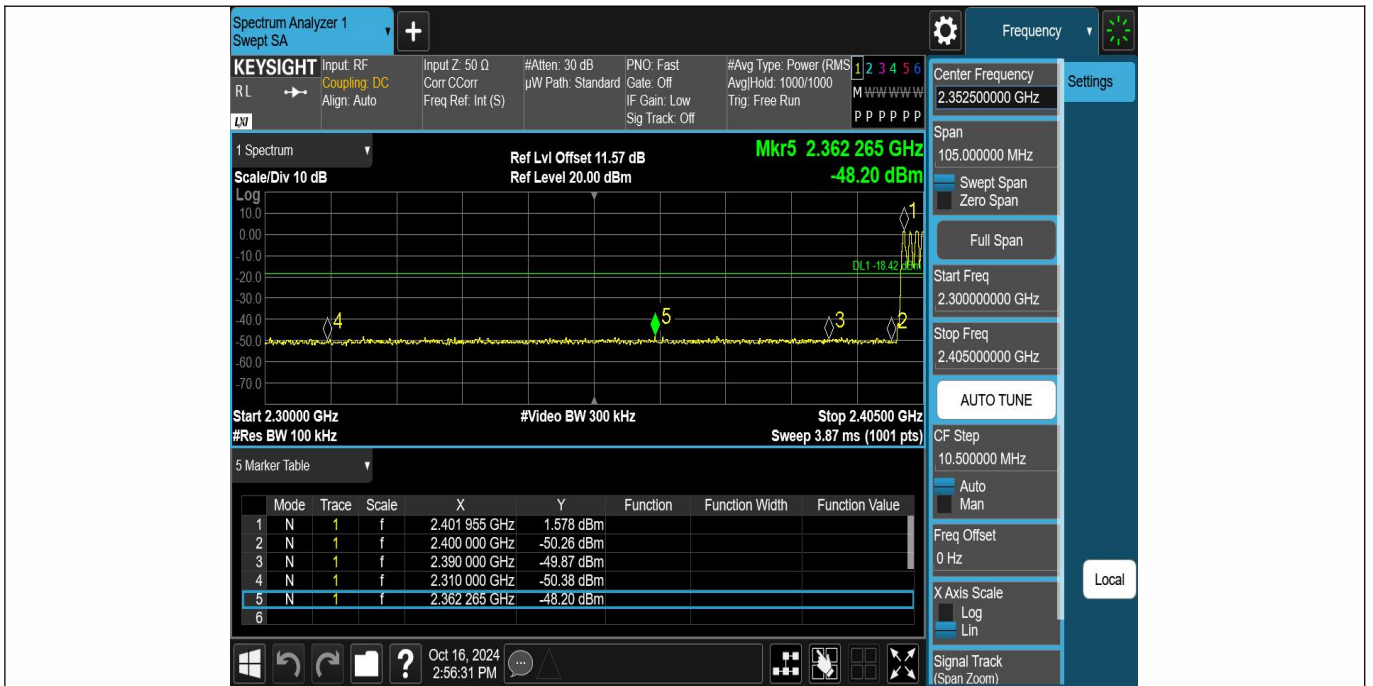 Spectrum Analyzer 1
Swept SA
+
Frequency
KEYSIGHT
RL
LXI
Input: RF
Coupling: DC
Align: Auto
Input Z: 50 Ω
Corr CCorr
Freq Ref: Int (S)
#Atten: 30 dB
µW Path: Standard
PNO: Fast
Gate: Off
IF Gain: Low
Sig Track: Off
#Avg Type: Power (RMS
Avg|Hold: 1000/1000
Trig: Free Run
1 2 3 4 5 6
M W W W W W
P P P P P P
1 Spectrum
Scale/Div 10 dB
Ref Lvl Offset 11.57 dB
Ref Level 20.00 dBm
Mkr5 2.362 265 GHz
-48.20 dBm
Log
10.0
0.00
-10.0
-20.0
-30.0
-40.0
-50.0
-60.0
-70.0
1
DL1 -18.42 dBm
4
5
3
2
Start 2.30000 GHz
#Video BW 300 kHz
Stop 2.40500 GHz
#Res BW 100 kHz
Sweep 3.87 ms (1001 pts)
5 Marker Table
Mode Trace Scale X Y Function Function Width Function Value
1 N 1 f 2.401 955 GHz 1.578 dBm
2 N 1 f 2.400 000 GHz -50.26 dBm
3 N 1 f 2.390 000 GHz -49.87 dBm
4 N 1 f 2.310 000 GHz -50.38 dBm
5 N 1 f 2.362 265 GHz -48.20 dBm
6
Oct 16, 2024
2:56:31 PM
Center Frequency
2.352500000 GHz
Settings
Span
105.000000 MHz
Swept Span
Zero Span
Full Span
Start Freq
2.300000000 GHz
Stop Freq
2.405000000 GHz
AUTO TUNE
CF Step
10.500000 MHz
Auto
Man
Freq Offset
0 Hz
Local
X Axis Scale
Log
Lin
Signal Track
(Span Zoom)